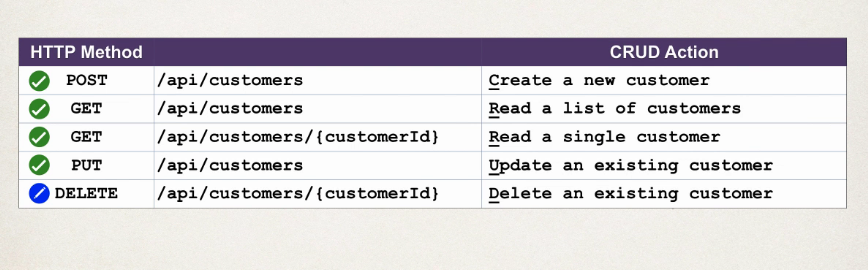 HTTP Method CRUD Action
POST /api/customers Create a new customer
GET /api/customers Read a list of customers
GET /api/customers/{customerId} Read a single customer
PUT /api/customers Update an existing customer
DELETE /api/customers/{customerId} Delete an existing customer